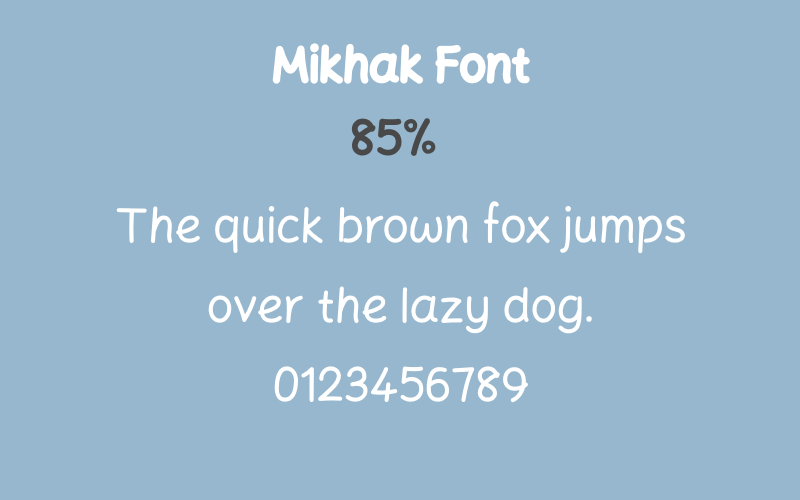 Mikhak Font
85%
The quick brown fox jumps
over the lazy dog.
0123456789